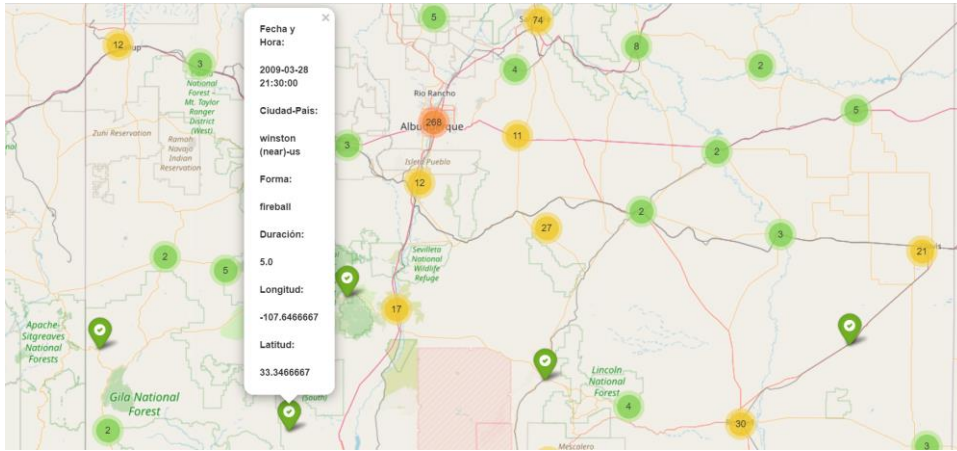 ×
Fecha y
Hora:
2009-03-28
21:30:00
Ciudad-País:
winston
(near)-us
Forma:
fireball
Duración:
5.0
Longitud:
-107.6466667
Latitud:
33.3466667
(South)
12
3
National
Forest -
Mt. Taylor
Ranger
District
(West)
Zuni Reservation
Ramah
Navajo
Indian
Reservation
5
74
8
4
2
Rio Rancho
268
Albuquerque
11
5
3
2
Isleta Pueblo
12
2
27
3
21
2
5
Sevilleta
National
Wildlife
Refuge
17
Apache-
Sitgreaves
National
Forests
Gila National
Forest
2
Lincoln
National
Forest
4
30
3
Mescalero